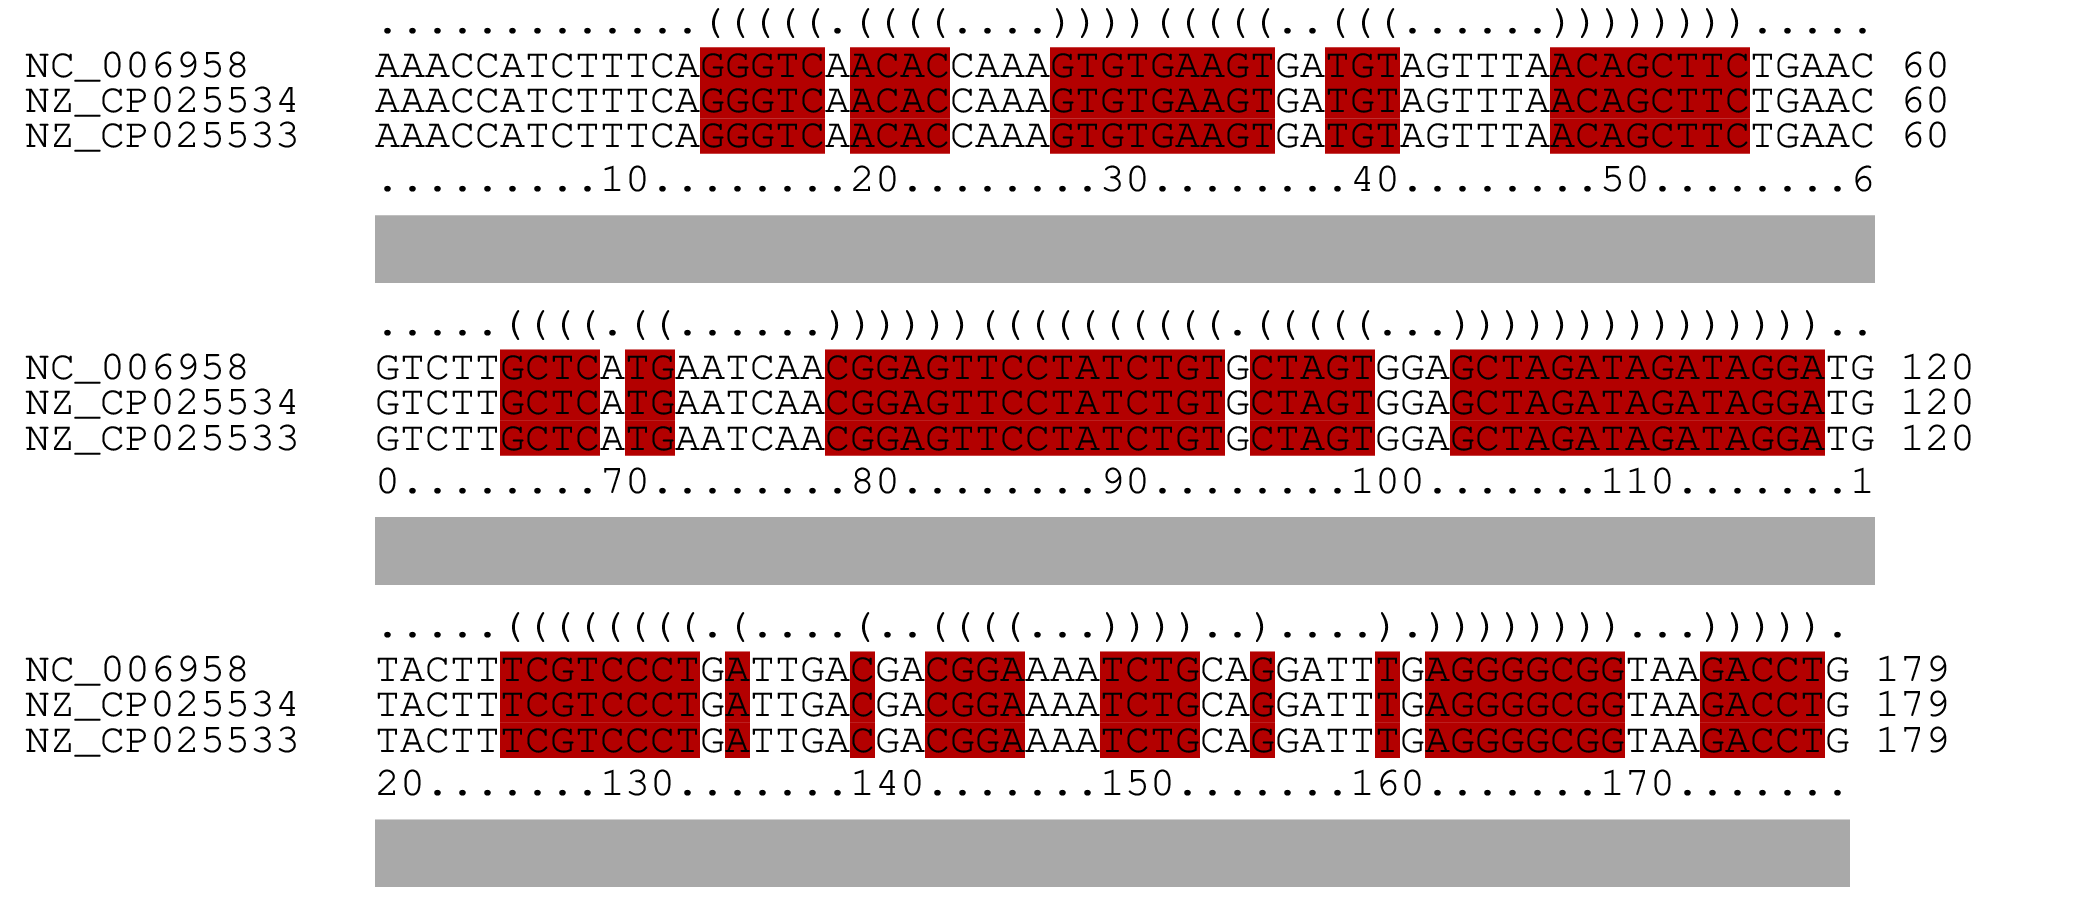 .............(((((.((((....))))(((((..(((......)))))))).....
NC_006958 AAACCATCTTTCAGGGTCAACACCAAAGTGTGAAGTGATGTAGTTTAACAGCTTCTGAAC 60
NZ_CP025534 AAACCATCTTTCAGGGTCAACACCAAAGTGTGAAGTGATGTAGTTTAACAGCTTCTGAAC 60
NZ_CP025533 AAACCATCTTTCAGGGTCAACACCAAAGTGTGAAGTGATGTAGTTTAACAGCTTCTGAAC 60
.........10........20........30........40........50........6
.....((((.((......))))))((((((((((.(((((...)))))))))))))))..
NC_006958 GTCTTGCTCATGAATCAACGGAGTTCCTATCTGTGCTAGTGGAGCTAGATAGATAGGATG 120
NZ_CP025534 GTCTTGCTCATGAATCAACGGAGTTCCTATCTGTGCTAGTGGAGCTAGATAGATAGGATG 120
NZ_CP025533 GTCTTGCTCATGAATCAACGGAGTTCCTATCTGTGCTAGTGGAGCTAGATAGATAGGATG 120
0........70........80........90........100.......110.......1
.....((((((((.(....(..((((...))))..)....).))))))))...))))).
NC_006958 TACTTTCGTCCCTGATTGACGACGGAAAATCTGCAGGATTTGAGGGGCGGTAAGACCTG 179
NZ_CP025534 TACTTTCGTCCCTGATTGACGACGGAAAATCTGCAGGATTTGAGGGGCGGTAAGACCTG 179
NZ_CP025533 TACTTTCGTCCCTGATTGACGACGGAAAATCTGCAGGATTTGAGGGGCGGTAAGACCTG 179
20.......130.......140.......150.......160.......170.......